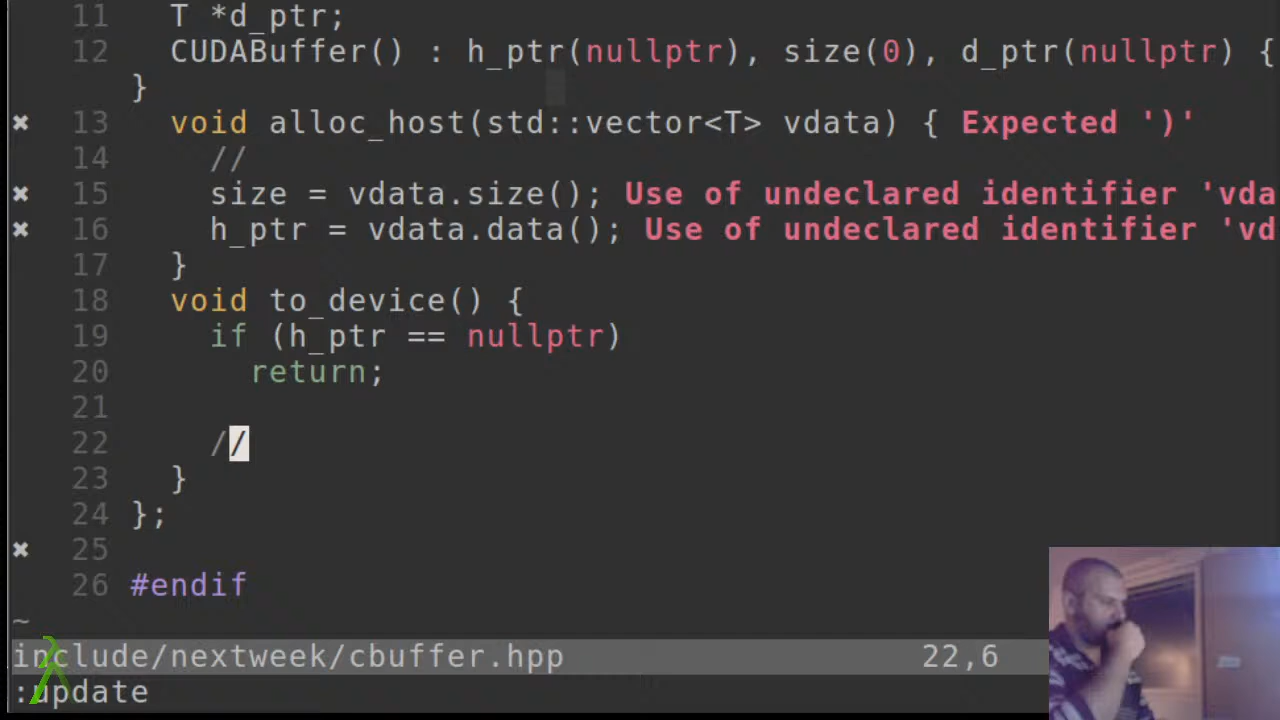 11 T *d_ptr;
12 CUDABuffer() : h_ptr(nullptr), size(0), d_ptr(nullptr) {
}
✖ 13 void alloc_host(std::vector<T> vdata) { Expected ')'
14 //
✖ 15 size = vdata.size(); Use of undeclared identifier 'vda
✖ 16 h_ptr = vdata.data(); Use of undeclared identifier 'vd
17 }
18 void to_device() {
19 if (h_ptr == nullptr)
20 return;
21
22 //
23 }
24 };
✖ 25
26 #endif
~
include/nextweek/cbuffer.hpp 22,6
:update
λ